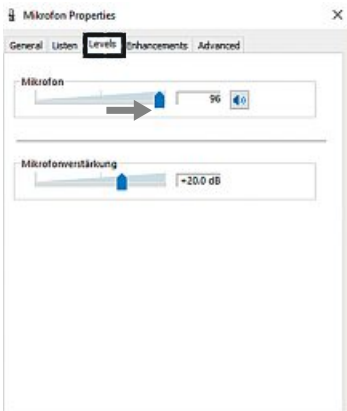 Mikrofon Properties
General Listen Levels Enhancements Advanced
Mikrofon
96
Mikrofonverstärkung
+20.0 dB